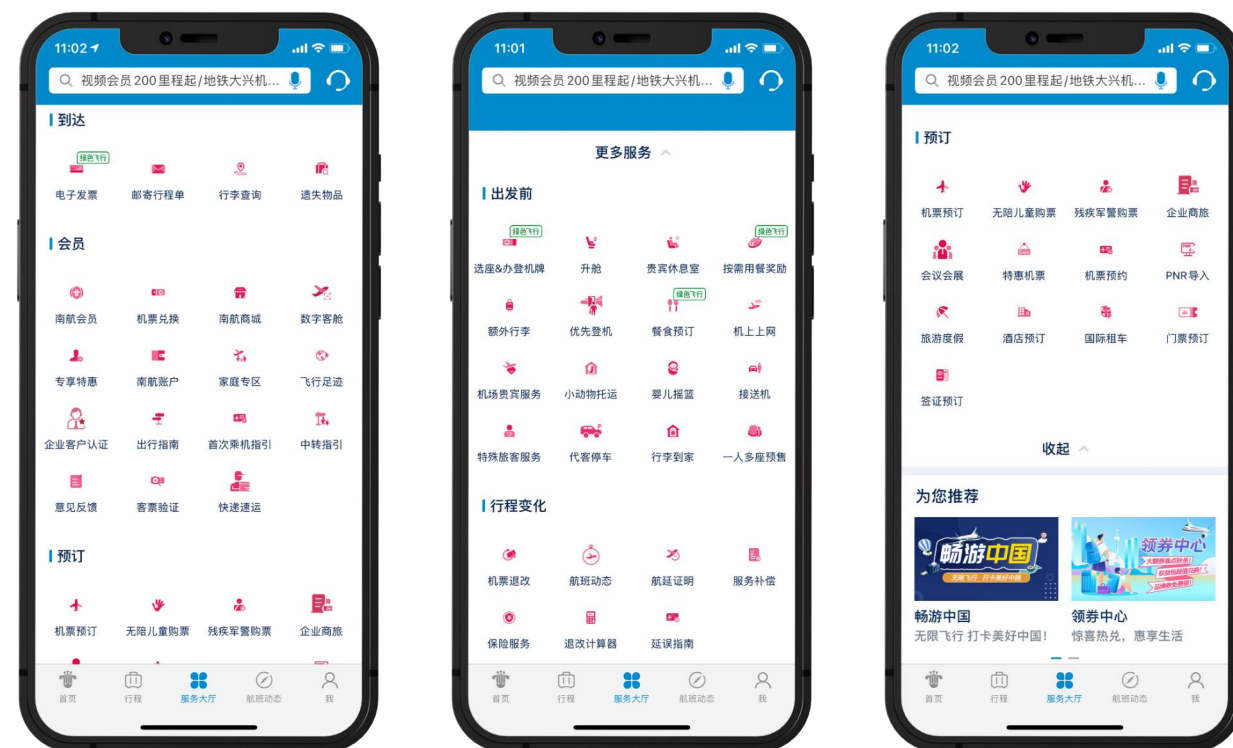 11:02
视频会员200里程起/地铁大兴机...
到达
绿色飞行
电子发票 邮寄行程单 行李查询 遗失物品
会员
南航会员 机票兑换 南航商城 数字客舱
专享特惠 南航账户 家庭专区 飞行足迹
企业客户认证 出行指南 首次乘机指引 中转指引
意见反馈 客票验证 快递速运
预订
机票预订 无陪儿童购票 残疾军警购票 企业商旅
首页 行程 服务大厅 航班动态 我
11:01
视频会员200里程起/地铁大兴机...
更多服务
出发前
绿色飞行 绿色飞行
选座&办登机牌 升舱 贵宾休息室 按需用餐奖励
绿色飞行
额外行李 优先登机 餐食预订 机上上网
机场贵宾服务 小动物托运 婴儿摇篮 接送机
特殊旅客服务 代客停车 行李到家 一人多座预售
行程变化
机票退改 航班动态 航延证明 服务补偿
保险服务 退改计算器 延误指南
首页 行程 服务大厅 航班动态 我
11:02
视频会员200里程起/地铁大兴机...
预订
机票预订 无陪儿童购票 残疾军警购票 企业商旅
会议会展 特惠机票 机票预约 PNR导入
旅游度假 酒店预订 国际租车 门票预订
签证预订
收起
为您推荐
畅游中国
无限飞行 打卡美好中国
领券中心
畅游中国
无限飞行 打卡美好中国!
领券中心
惊喜热兑，惠享生活
首页 行程 服务大厅 航班动态 我